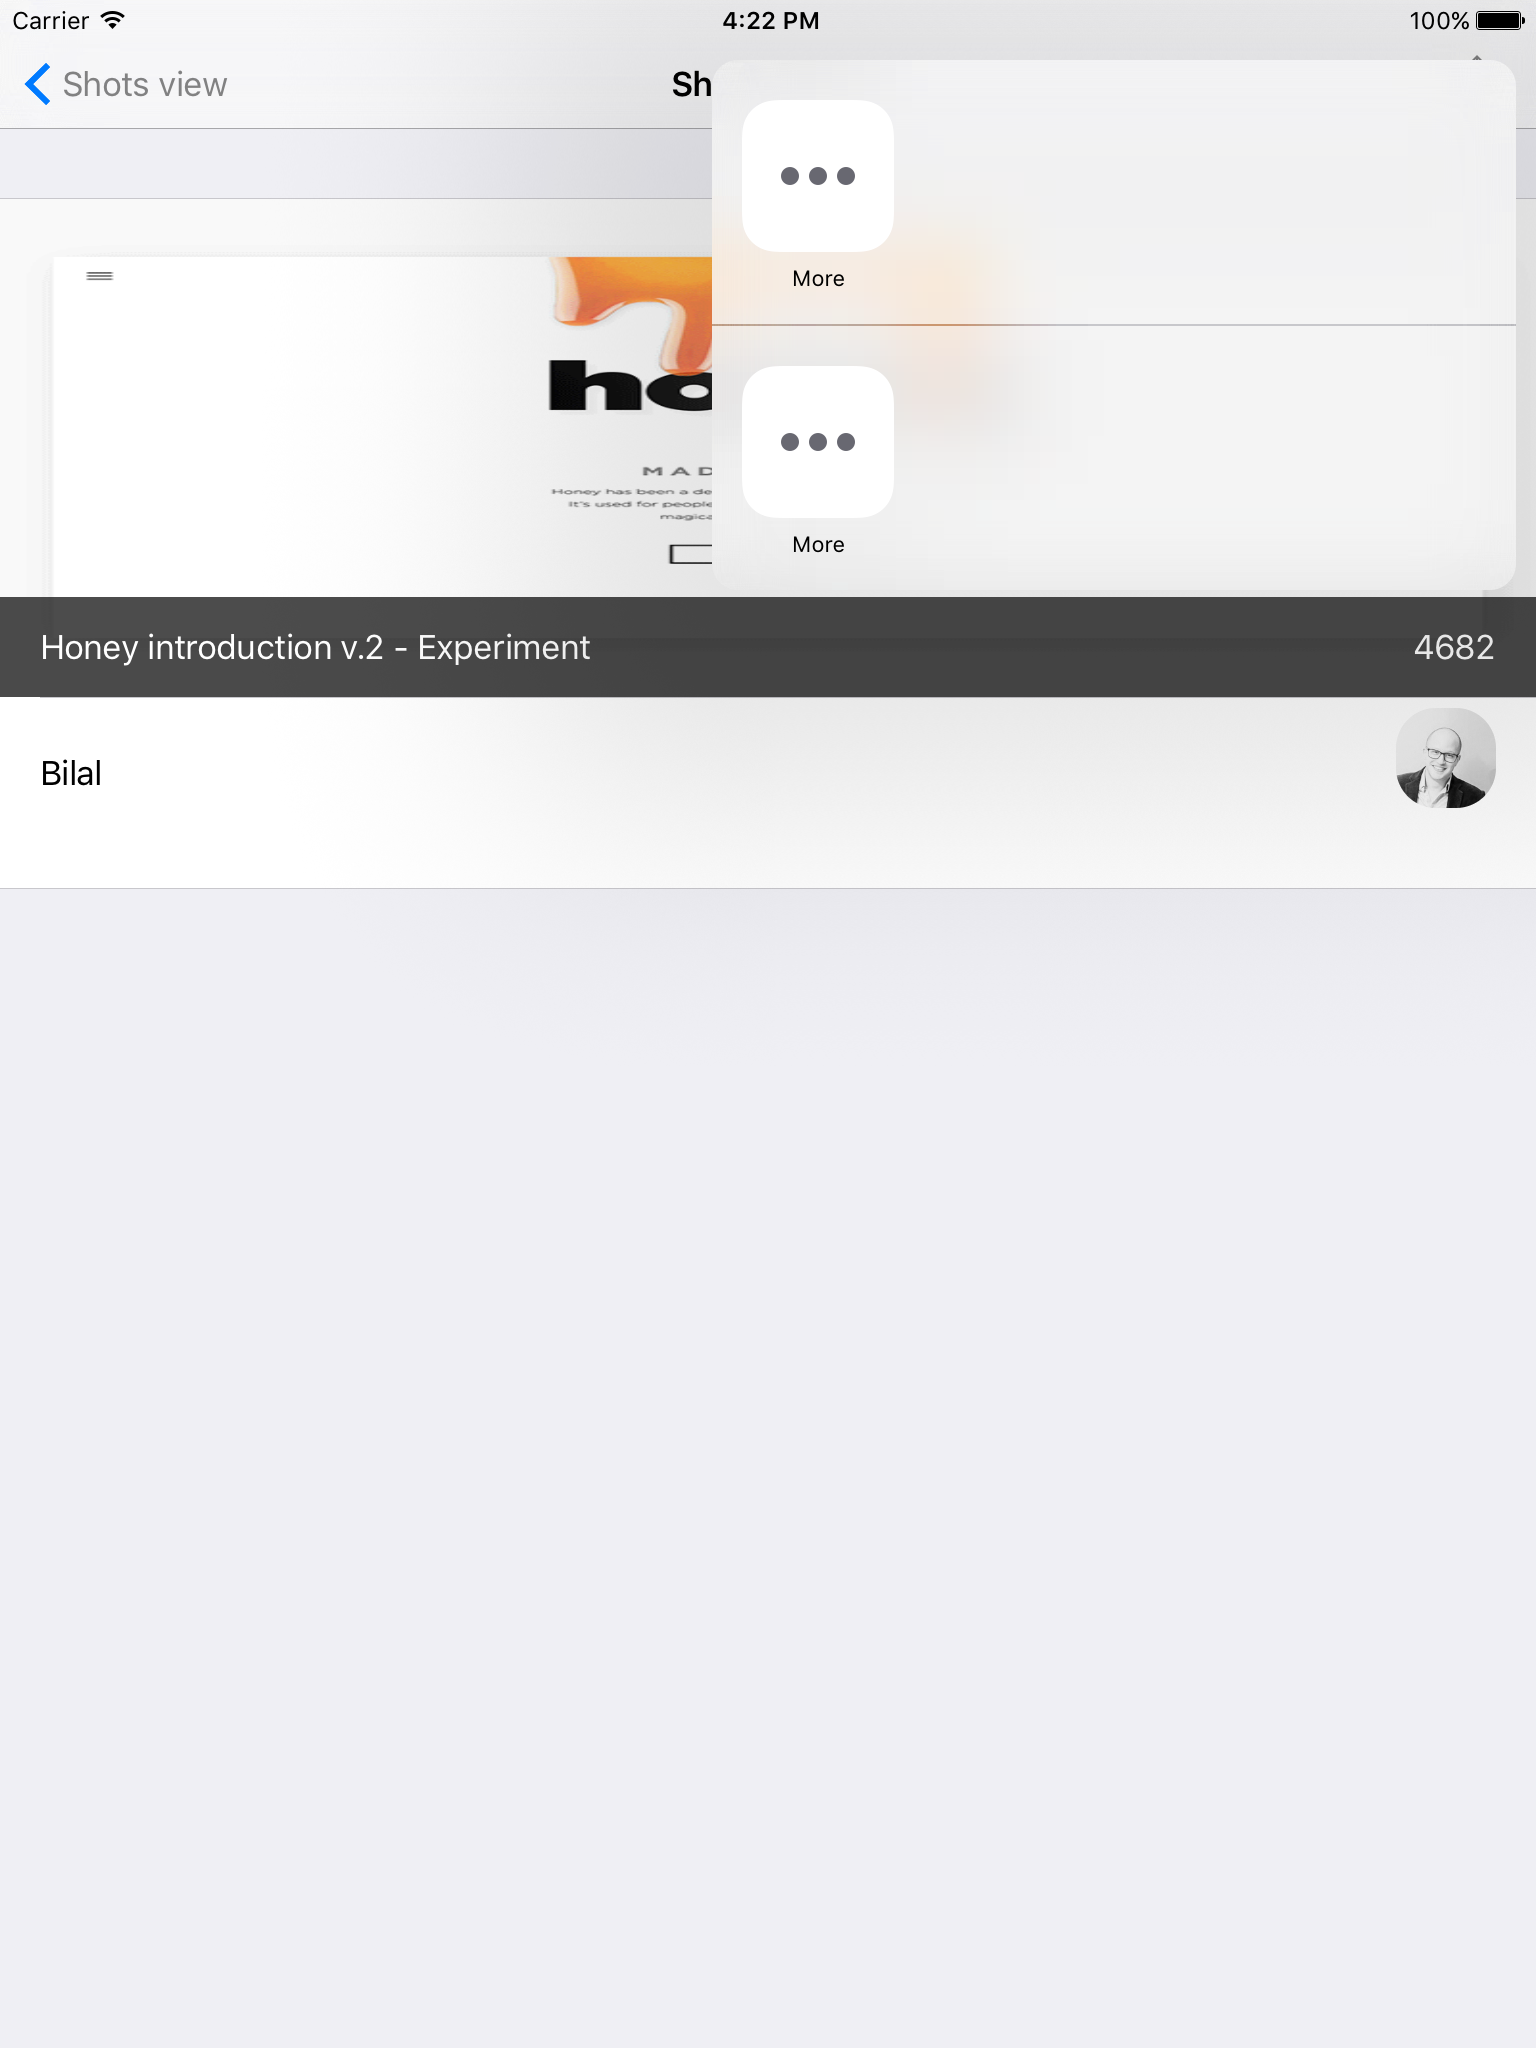 Carrier 4:22 PM 100%
Shots view Sh
More
ho
MAD
Honey has been a de
It's used for people
magica
More
Honey introduction v.2 - Experiment 4682
Bilal